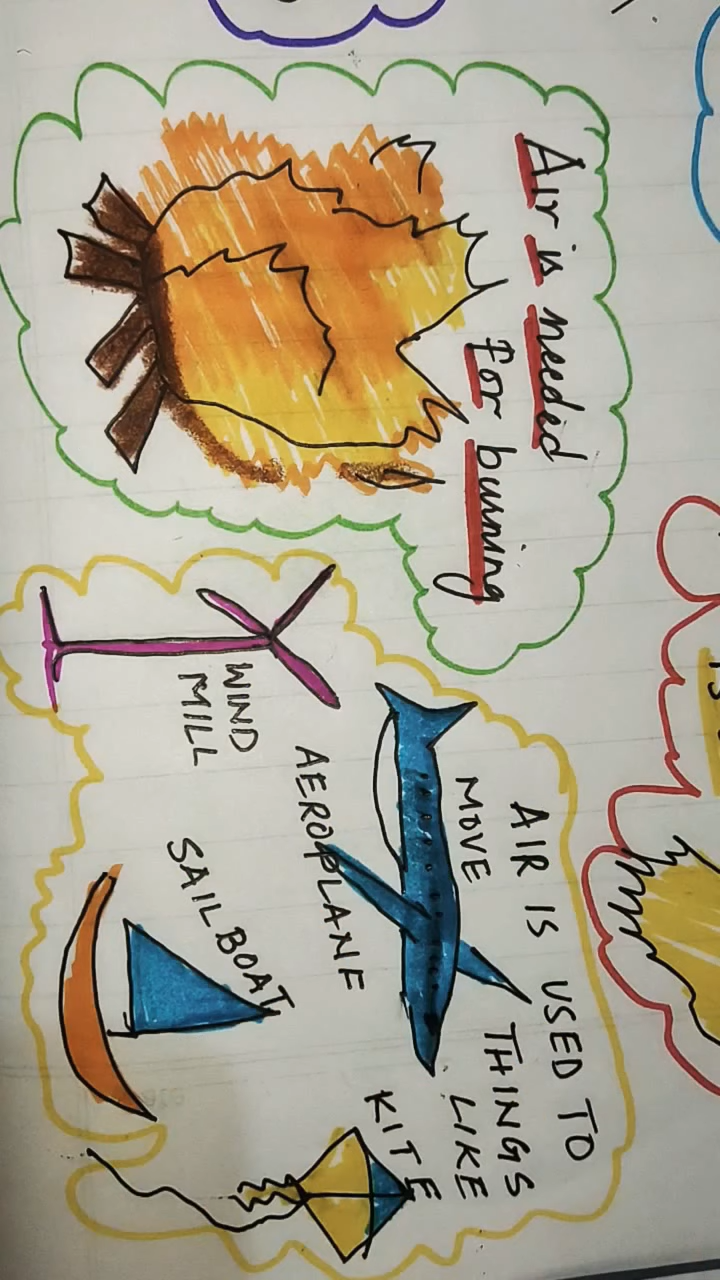 Air is needed
for burning
AIR IS USED TO
MOVE THINGS
LIKE
AEROPLANE
KITE
WIND
MILL
SAILBOAT